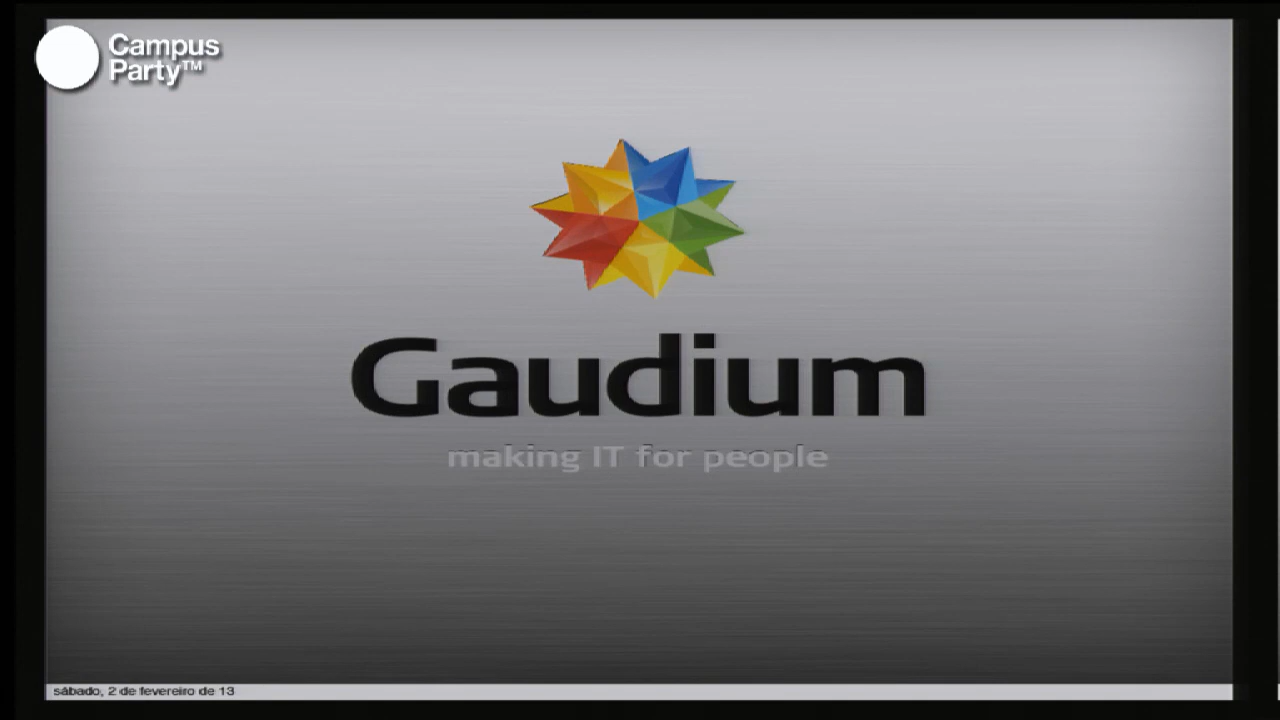 Campus
Party™
Gaudium
making IT for people
sábado, 2 de fevereiro de 13